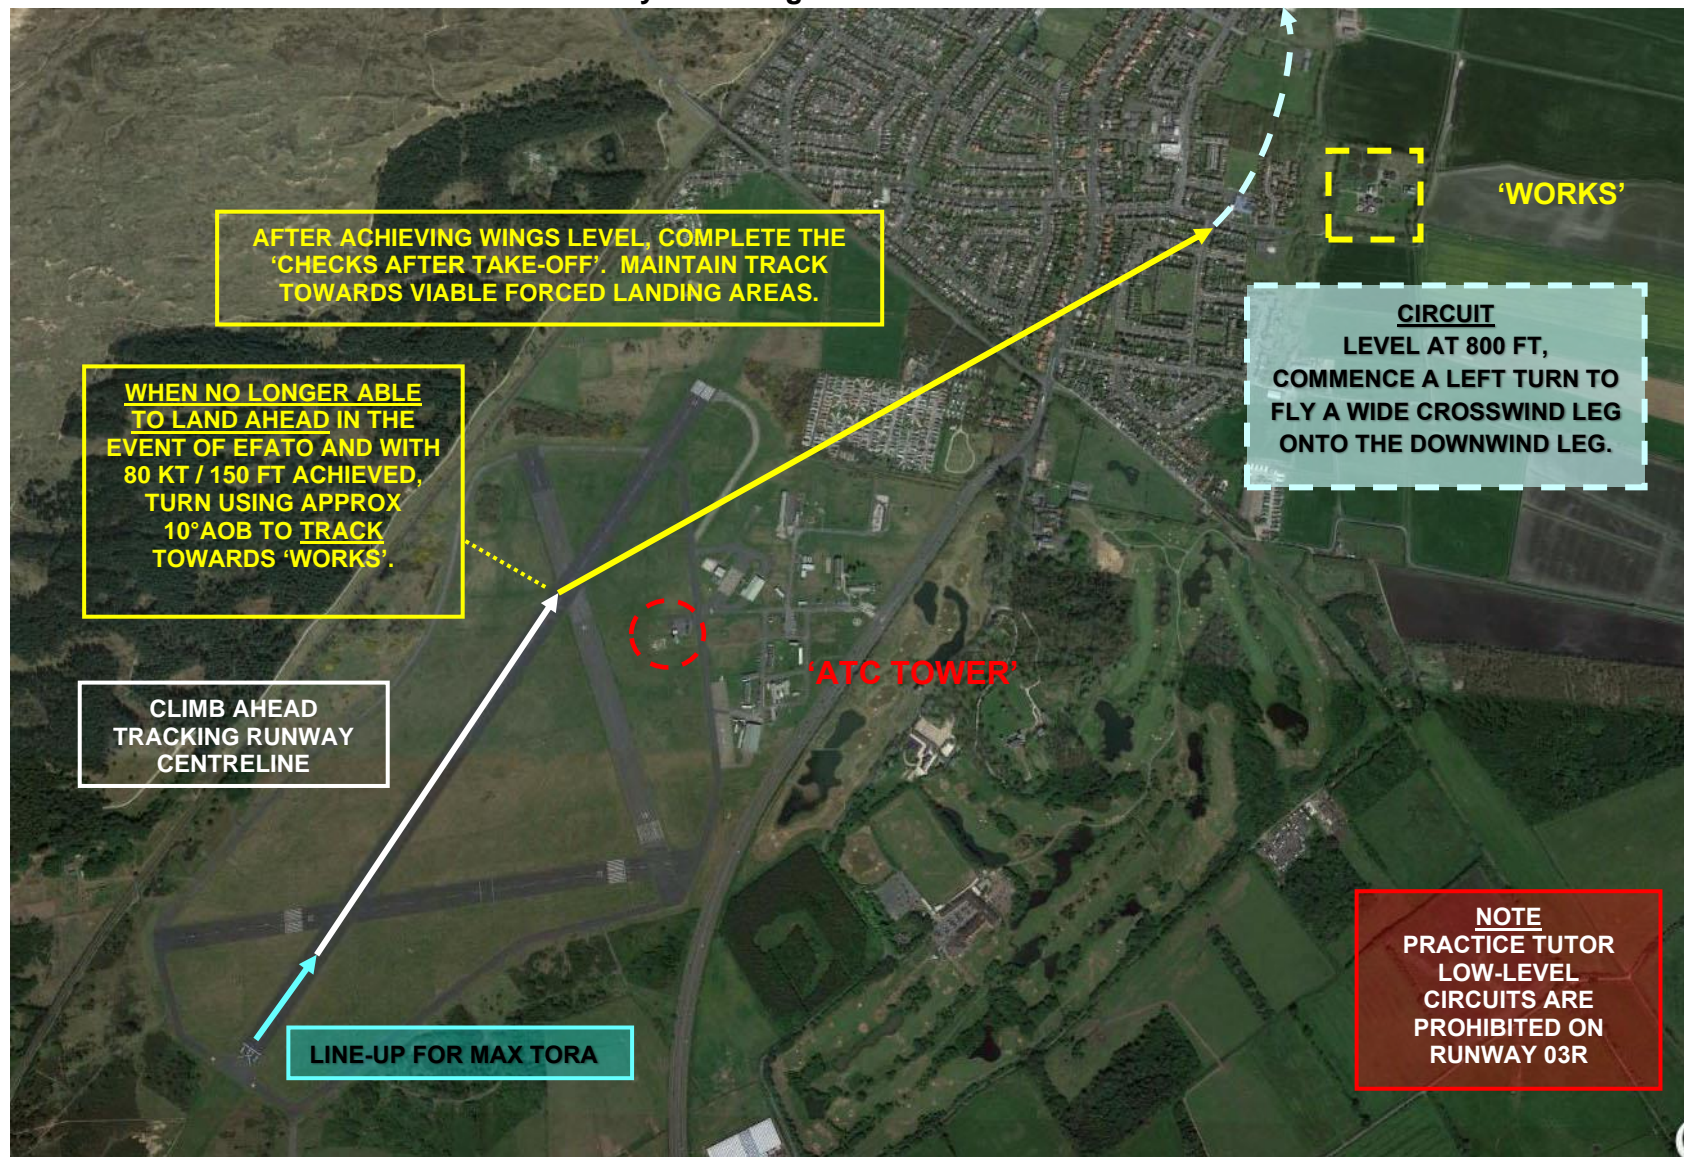 'WORKS'
AFTER ACHIEVING WINGS LEVEL, COMPLETE THE
'CHECKS AFTER TAKE-OFF'. MAINTAIN TRACK
TOWARDS VIABLE FORCED LANDING AREAS.
CIRCUIT
LEVEL AT 800 FT,
COMMENCE A LEFT TURN TO
FLY A WIDE CROSSWIND LEG
ONTO THE DOWNWIND LEG.
WHEN NO LONGER ABLE
TO LAND AHEAD IN THE
EVENT OF EFATO AND WITH
80 KT / 150 FT ACHIEVED,
TURN USING APPROX
10°AOB TO TRACK
TOWARDS 'WORKS'.
'ATC TOWER'
CLIMB AHEAD
TRACKING RUNWAY
CENTRELINE
NOTE
PRACTICE TUTOR
LOW-LEVEL
CIRCUITS ARE
PROHIBITED ON
RUNWAY 03R
LINE-UP FOR MAX TORA